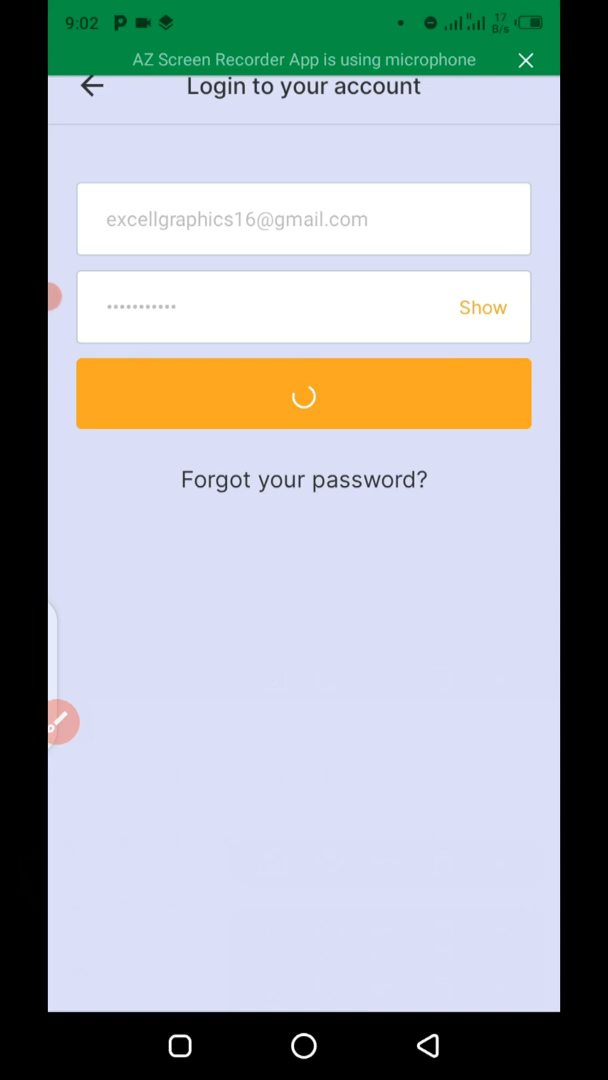 9:02
17
B/s
AZ Screen Recorder App is using microphone
Login to your account
excellgraphics16@gmail.com
•••••••••••
Show
Forgot your password?